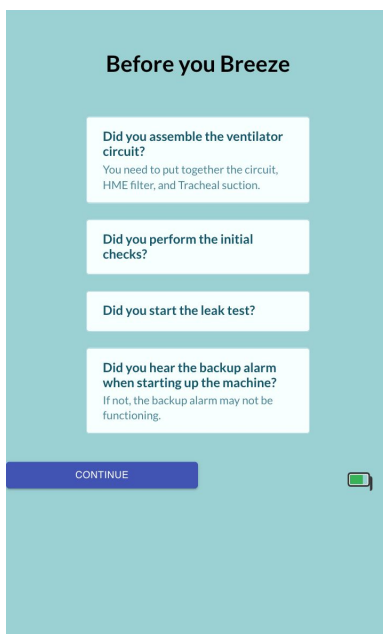 Before you Breeze
Did you assemble the ventilator
circuit?
You need to put together the circuit,
HME filter, and Tracheal suction.
Did you perform the initial
checks?
Did you start the leak test?
Did you hear the backup alarm
when starting up the machine?
If not, the backup alarm may not be
functioning.
CONTINUE